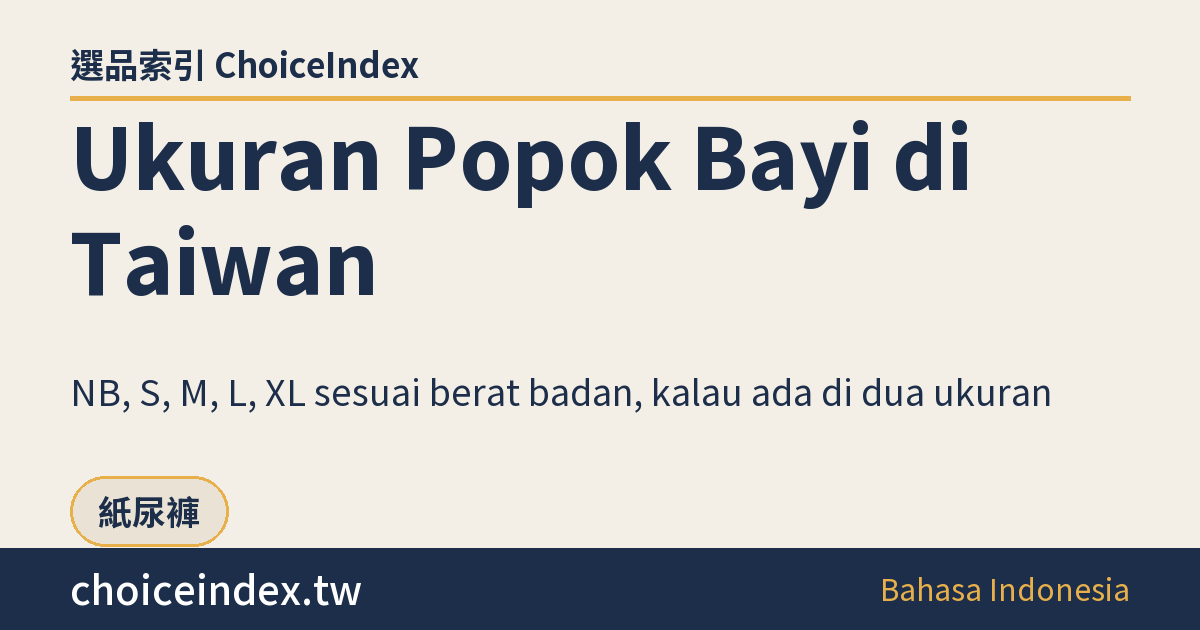 選品索引 ChoiceIndex
Ukuran Popok Bayi di
Taiwan
NB, S, M, L, XL sesuai berat badan, kalau ada di dua ukuran
紙尿褲
choiceindex.tw
Bahasa Indonesia